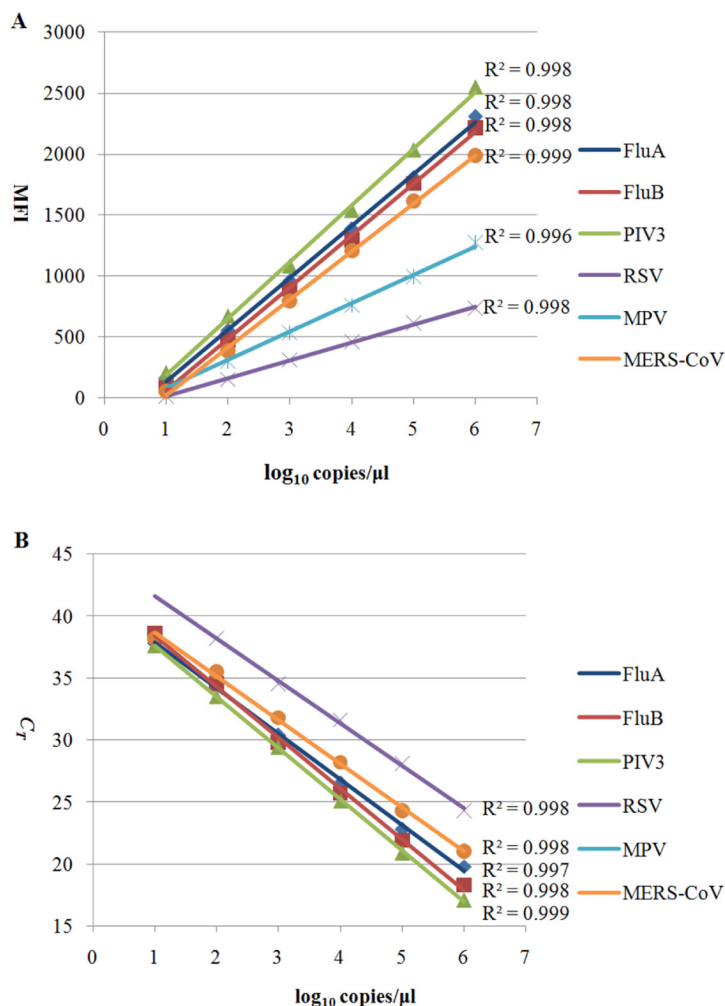 A
3000
2500
2000
1500
1000
500
0
MFI
0 1 2 3 4 5 6 7
log10 copies/µl
R² = 0.998
R² = 0.998
R² = 0.998
R² = 0.999
R² = 0.996
R² = 0.998
FluA
FluB
PIV3
RSV
MPV
MERS-CoV
B
45
40
35
30
25
20
15
CT
0 1 2 3 4 5 6 7
log10 copies/µl
R² = 0.998
R² = 0.998
R² = 0.997
R² = 0.998
R² = 0.999
FluA
FluB
PIV3
RSV
MPV
MERS-CoV